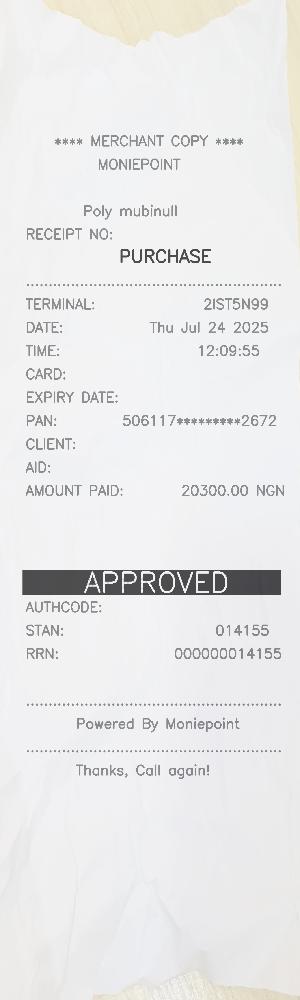 **** MERCHANT COPY ****
MONIEPOINT
Poly mubinull
RECEIPT NO:
PURCHASE
TERMINAL: 2IST5N99
DATE: Thu Jul 24 2025
TIME: 12:09:55
CARD:
EXPIRY DATE:
PAN: 506117*********2672
CLIENT:
AID:
AMOUNT PAID: 20300.00 NGN
APPROVED
AUTHCODE:
STAN: 014155
RRN: 000000014155
Powered By Moniepoint
Thanks, Call again!